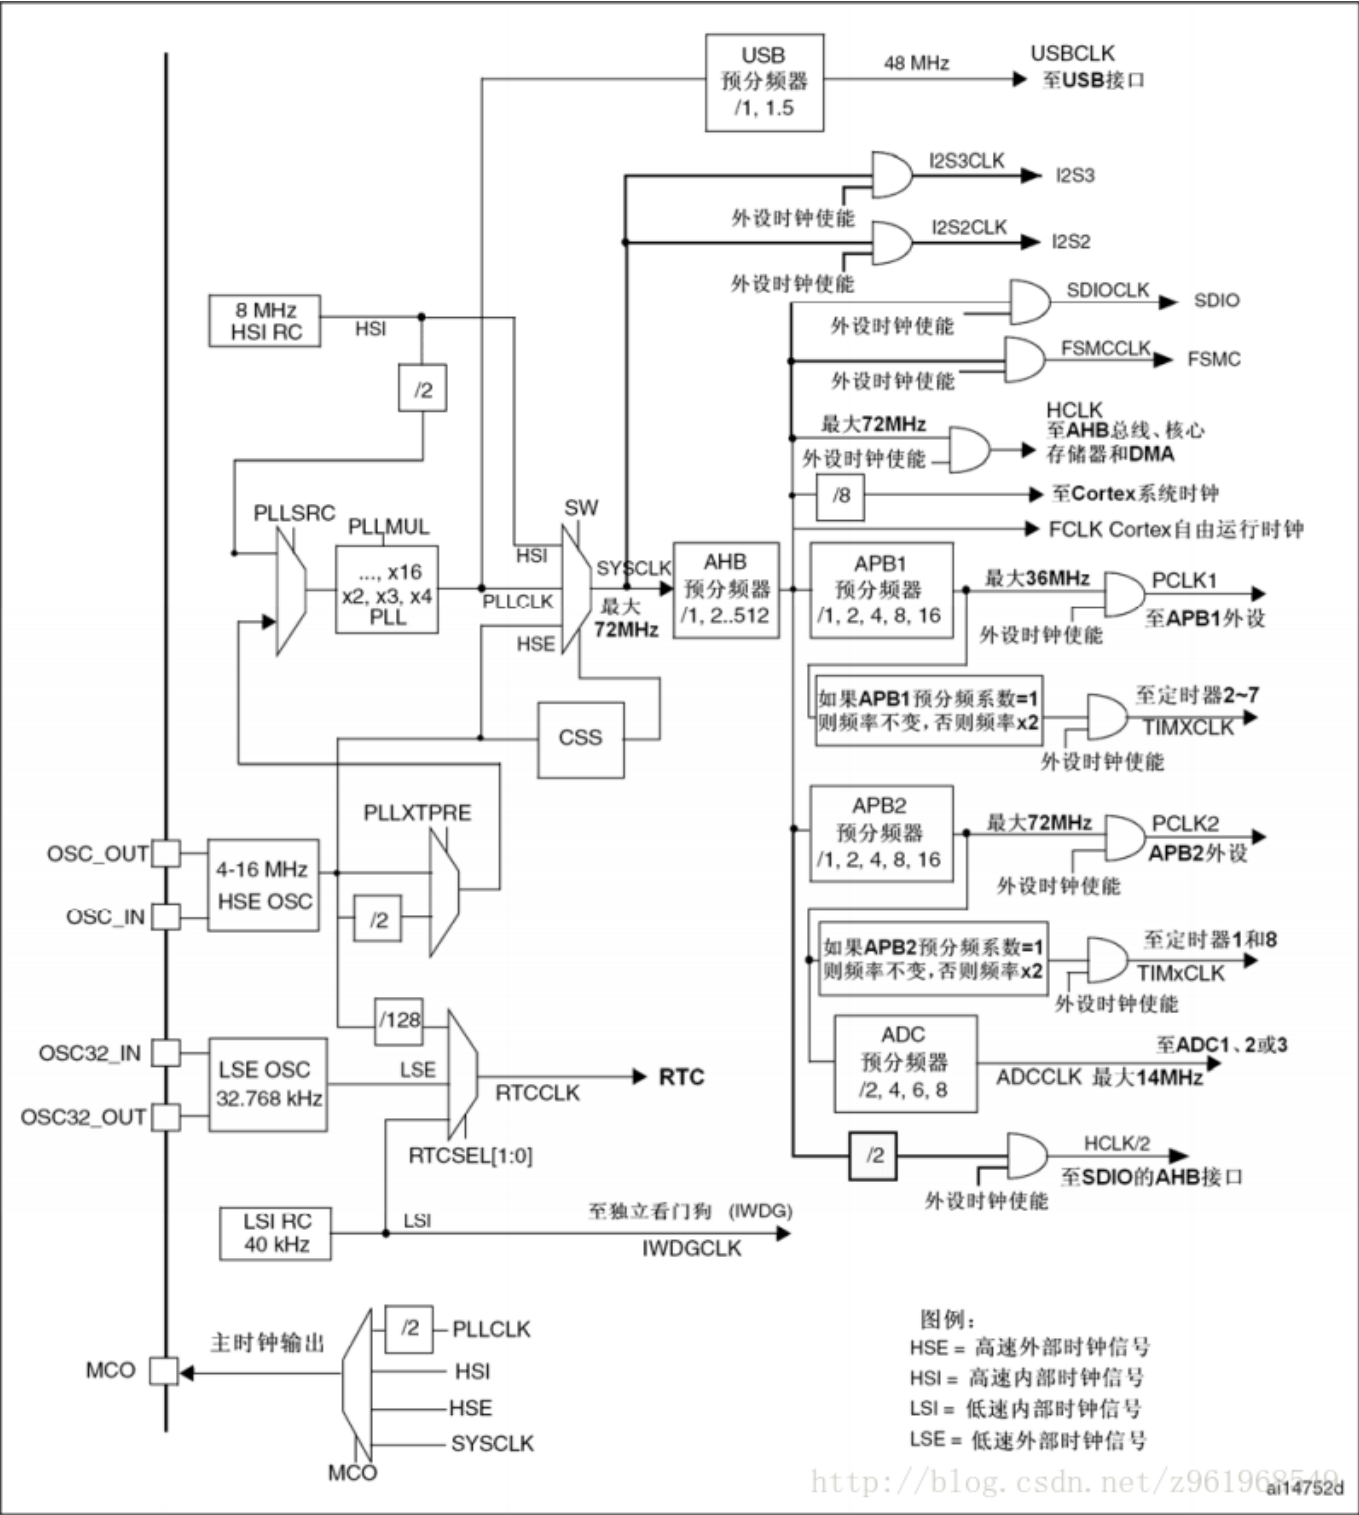 USB
预分频器
/1, 1.5
48 MHz
USBCLK
至USB接口
I2S3CLK
I2S3
外设时钟使能
I2S2CLK
I2S2
外设时钟使能
SDIOCLK
SDIO
外设时钟使能
FSMCCLK
FSMC
外设时钟使能
8 MHz
HSI RC
HSI
/2
最大72MHz
HCLK
至AHB总线、核心
存储器和DMA
外设时钟使能
/8
至Cortex系统时钟
FCLK Cortex自由运行时钟
PLLSRC
PLLMUL
..., x16
x2, x3, x4
PLL
SW
HSI
PLLCLK
HSE
SYSCLK
最大
72MHz
AHB
预分频器
/1, 2..512
APB1
预分频器
/1, 2, 4, 8, 16
最大36MHz
PCLK1
至APB1外设
外设时钟使能
如果APB1预分频系数=1
则频率不变，否则频率x2
至定时器2~7
TIMXCLK
外设时钟使能
CSS
PLLXTPRE
OSC_OUT
OSC_IN
4-16 MHz
HSE OSC
/2
APB2
预分频器
/1, 2, 4, 8, 16
最大72MHz
PCLK2
APB2外设
外设时钟使能
如果APB2预分频系数=1
则频率不变，否则频率x2
至定时器1和8
TIMxCLK
外设时钟使能
/128
OSC32_IN
OSC32_OUT
LSE OSC
32.768 kHz
LSE
RTCCLK
RTC
RTCSEL[1:0]
ADC
预分频器
/2, 4, 6, 8
至ADC1、2或3
ADCCLK 最大14MHz
/2
HCLK/2
至SDIO的AHB接口
外设时钟使能
LSI RC
40 kHz
LSI
至独立看门狗 (IWDG)
IWDGCLK
主时钟输出
MCO
/2
PLLCLK
HSI
HSE
SYSCLK
MCO
图例：
HSE = 高速外部时钟信号
HSI = 高速内部时钟信号
LSI = 低速内部时钟信号
LSE = 低速外部时钟信号
http://blog.csdn.net/z961968549
ai14752d